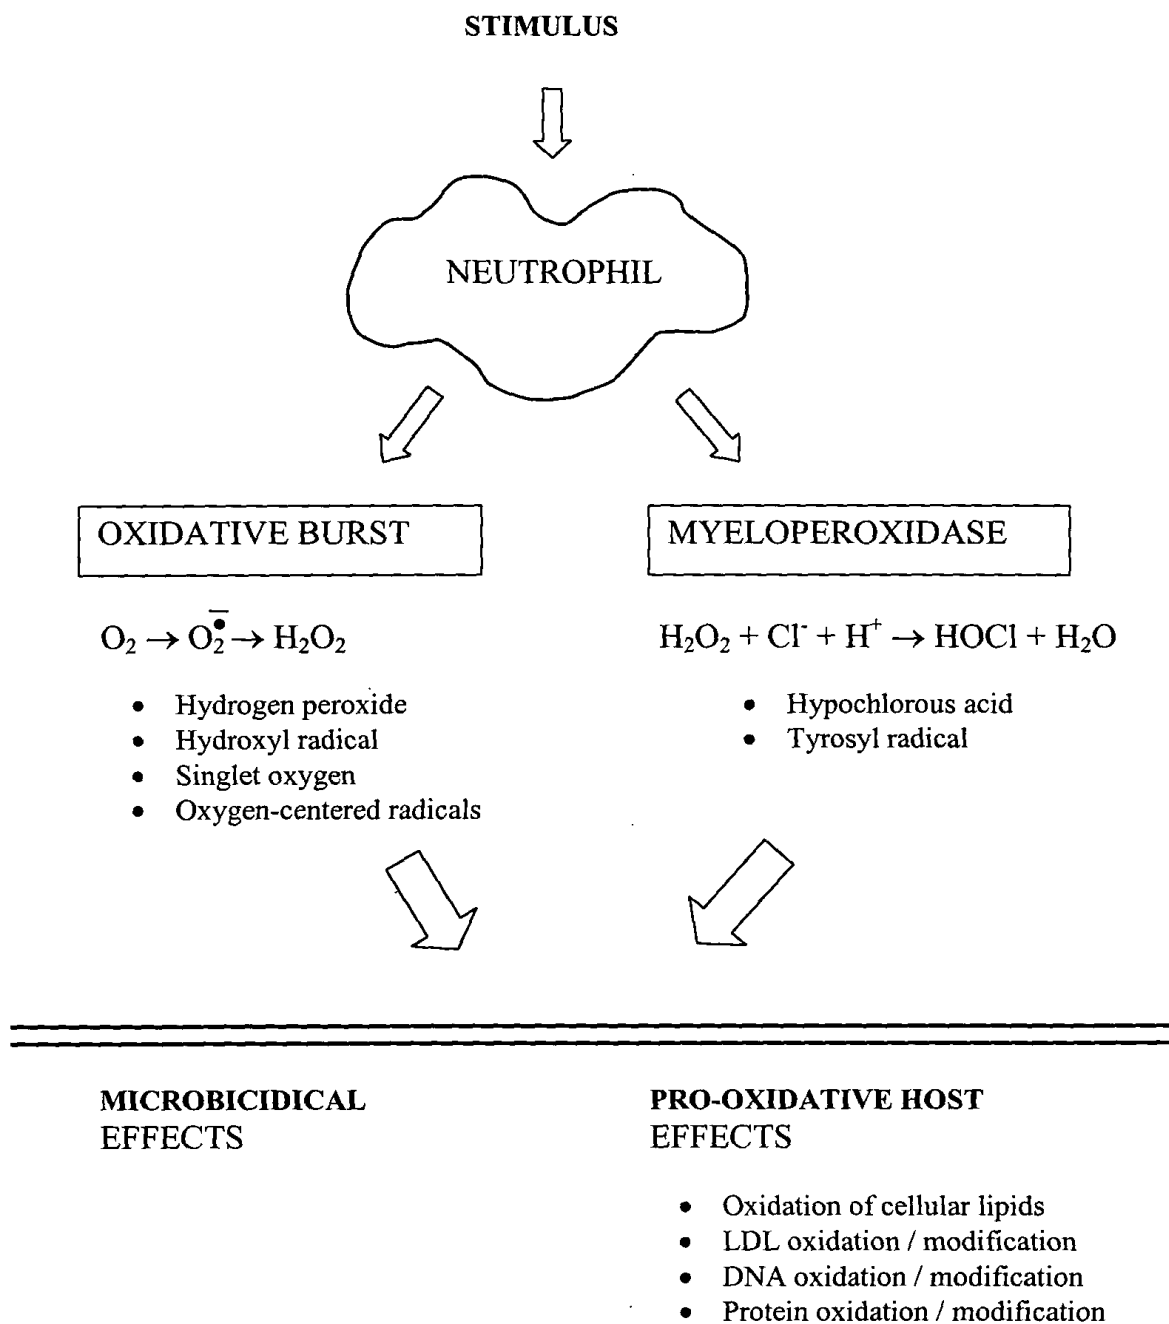 STIMULUS
NEUTROPHIL
OXIDATIVE BURST
O₂ → O₂•̅ → H₂O₂
• Hydrogen peroxide
• Hydroxyl radical
• Singlet oxygen
• Oxygen-centered radicals
MYELOPEROXIDASE
H₂O₂ + Cl⁻ + H⁺ → HOCl + H₂O
• Hypochlorous acid
• Tyrosyl radical
MICROBICIDICAL
EFFECTS
PRO-OXIDATIVE HOST
EFFECTS
• Oxidation of cellular lipids
• LDL oxidation / modification
• DNA oxidation / modification
• Protein oxidation / modification